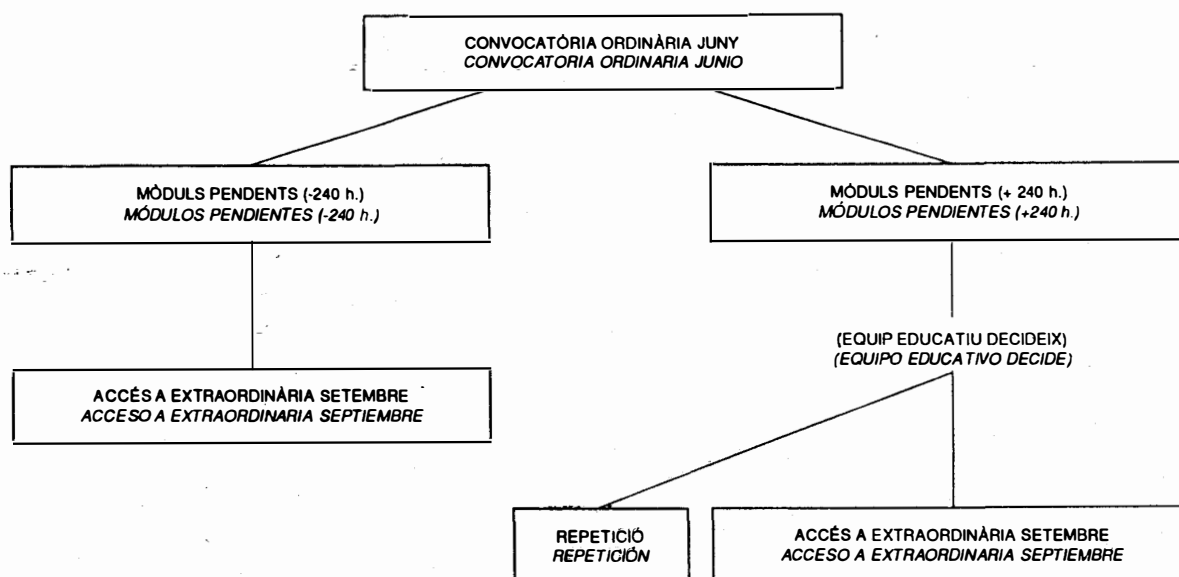 CONVOCATÒRIA ORDINÀRIA JUNY
CONVOCATORIA ORDINARIA JUNIO
MÒDULS PENDENTS (-240 h.)
MÓDULOS PENDIENTES (-240 h.)
MÒDULS PENDENTS (+ 240 h.)
MÓDULOS PENDIENTES (+240 h.)
(EQUIP EDUCATIU DECIDEIX)
(EQUIPO EDUCATIVO DECIDE)
ACCÉS A EXTRAORDINÀRIA SETEMBRE
ACCESO A EXTRAORDINARIA SEPTIEMBRE
REPETICIÓ
REPETICIÓN
ACCÉS A EXTRAORDINÀRIA SETEMBRE
ACCESO A EXTRAORDINARIA SEPTIEMBRE